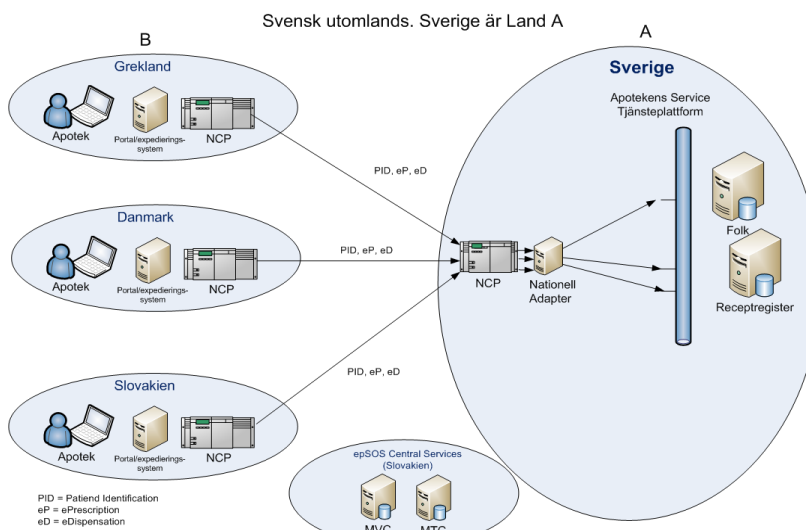 Svensk utomlands. Sverige är Land A
B
A
Grekland
Apotek
Portal/expedierings-
system
NCP
PID, eP, eD
Danmark
Apotek
Portal/expedierings-
system
NCP
PID, eP, eD
Slovakien
Apotek
Portal/expedierings-
system
NCP
PID, eP, eD
Sverige
Apotekens Service
Tjänsteplattform
NCP
Nationell
Adapter
Folk
Receptregister
epSOS Central Services
(Slovakien)
MVC
MTC
PID = Patiend Identification
eP = ePrescription
eD = eDispensation